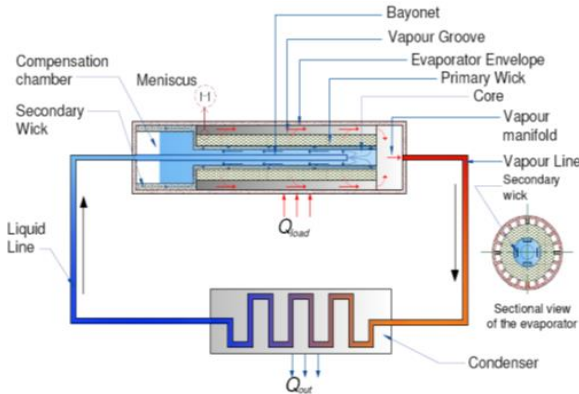 Bayonet
Vapour Groove
Evaporator Envelope
Primary Wick
Core
Compensation
chamber
Meniscus
Secondary
Wick
Vapour
manifold
Vapour Line
Secondary
wick
Qload
Liquid
Line
Sectional view
of the evaporator
Condenser
Qout